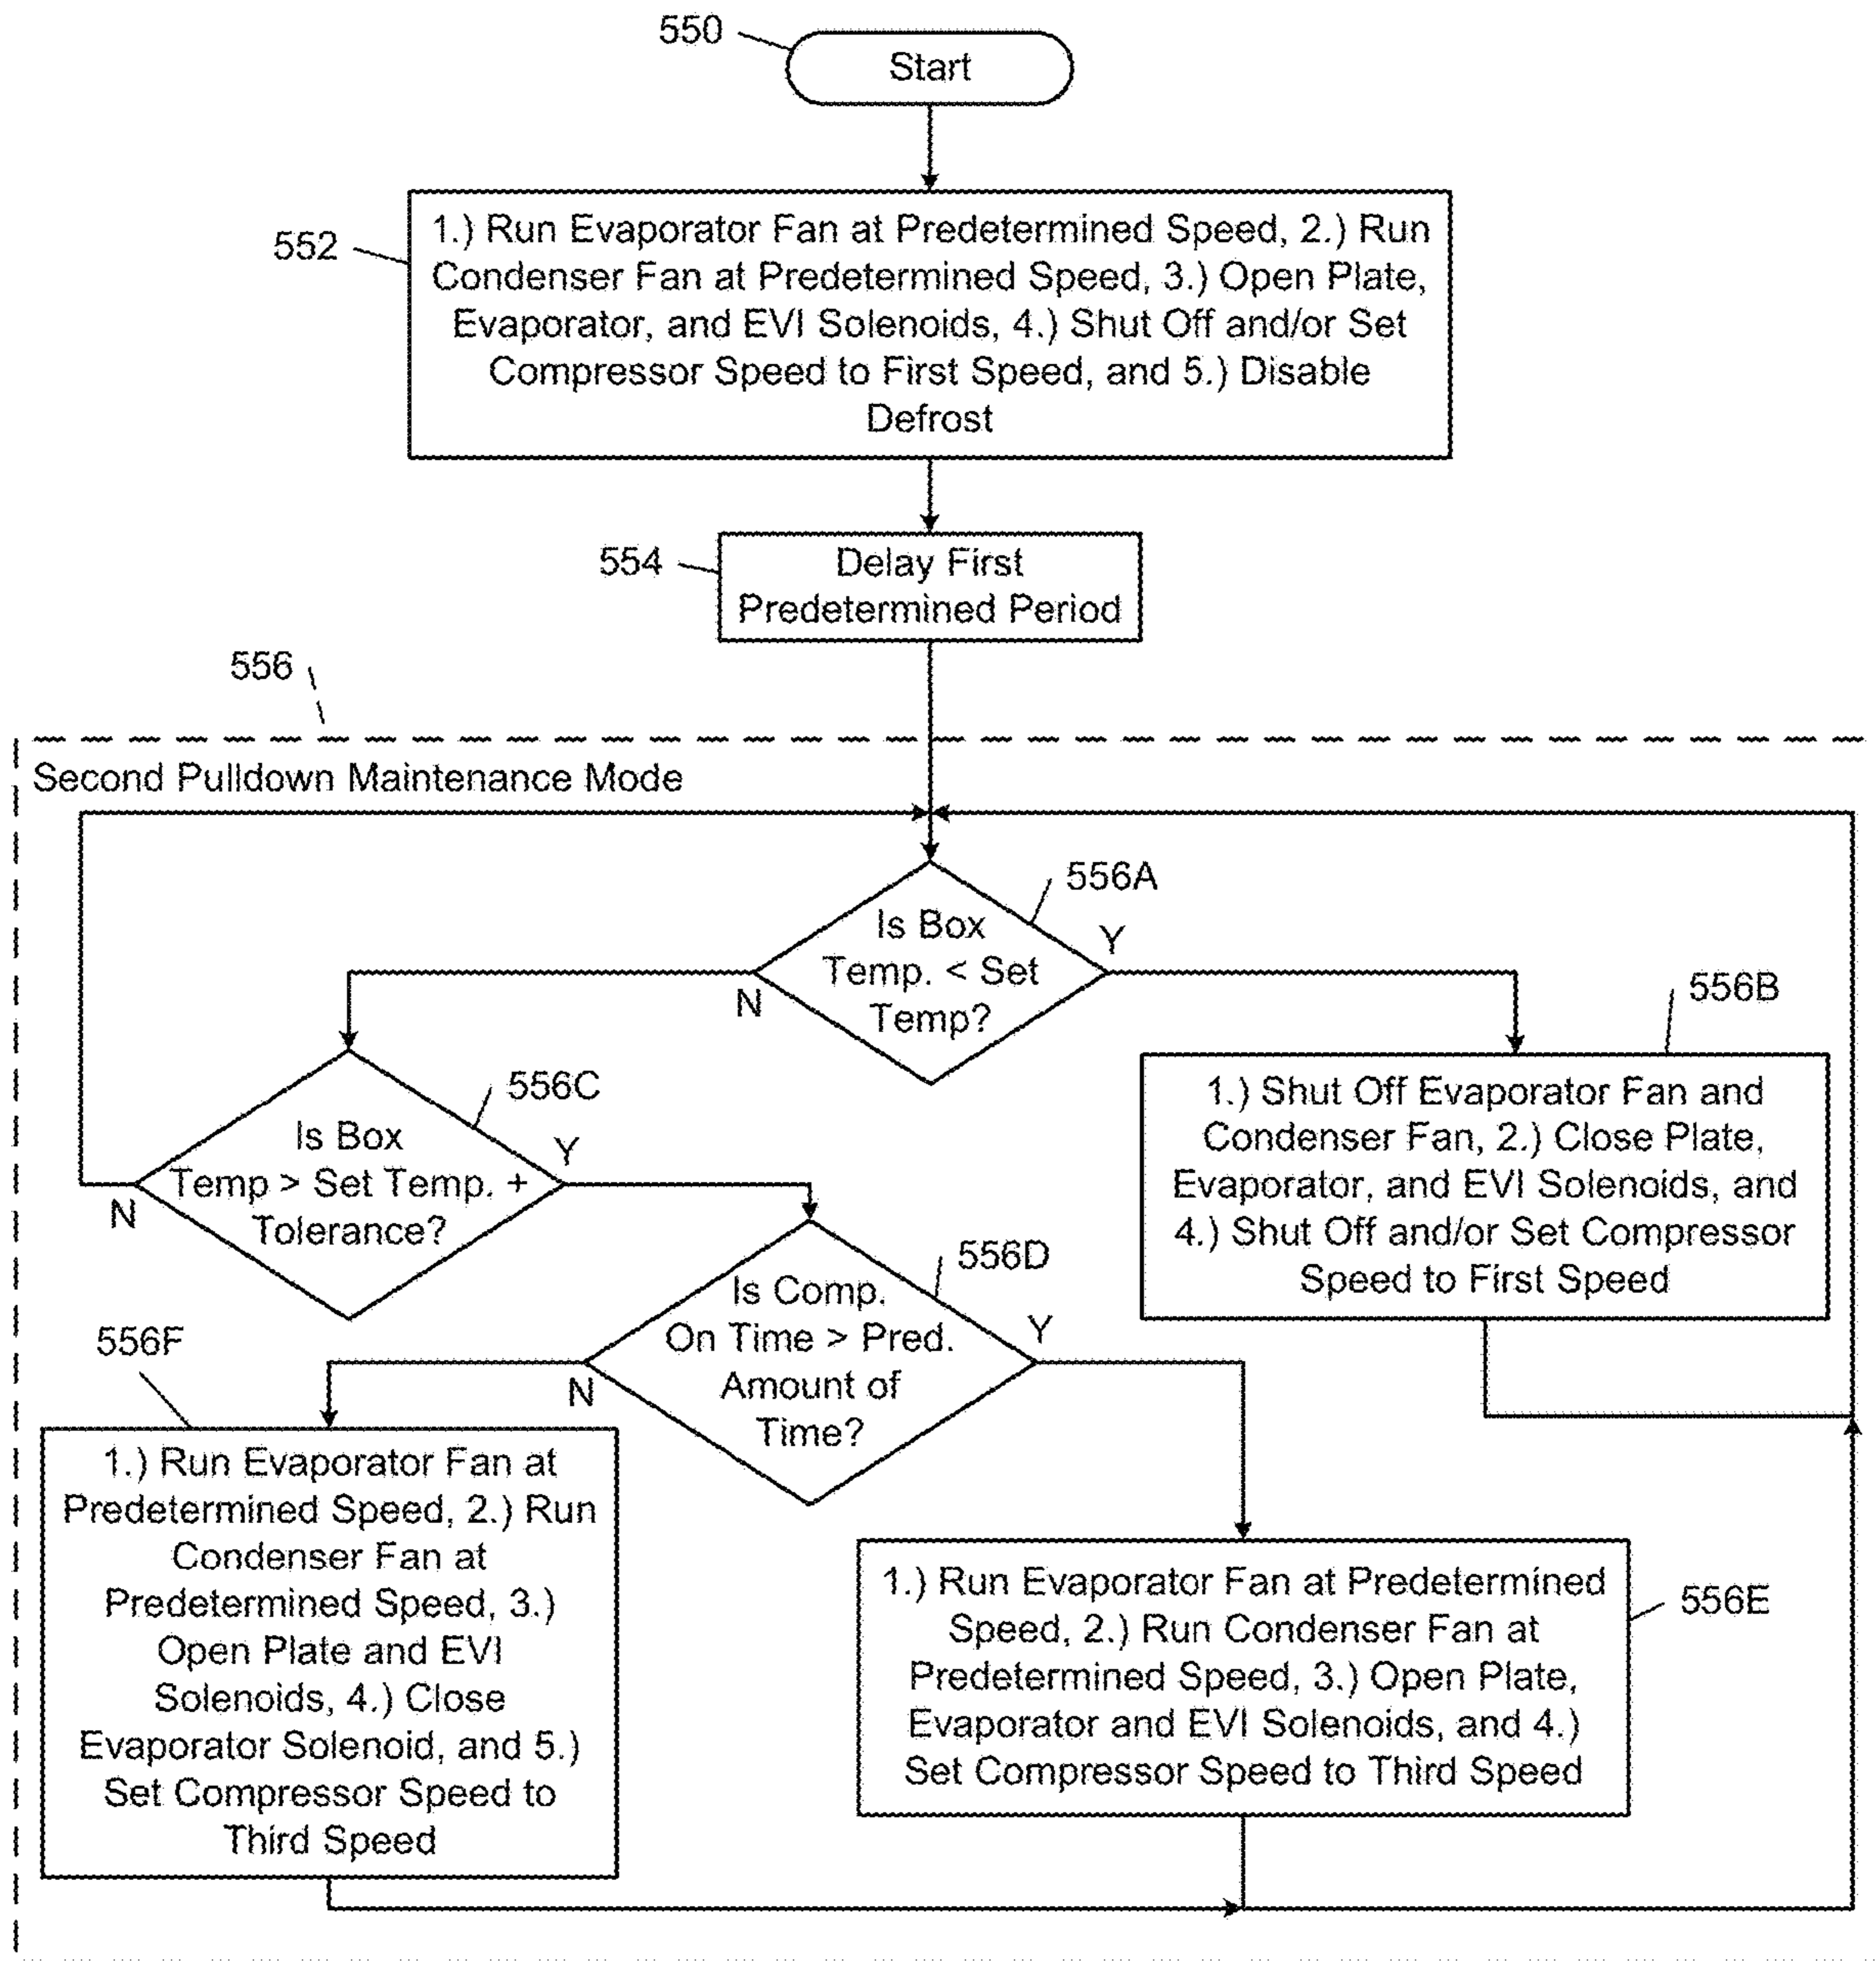 550
Start
552
1.) Run Evaporator Fan at Predetermined Speed, 2.) Run
Condenser Fan at Predetermined Speed, 3.) Open Plate,
Evaporator, and EVI Solenoids, 4.) Shut Off and/or Set
Compressor Speed to First Speed, and 5.) Disable
Defrost
554
Delay First
Predetermined Period
556
Second Pulldown Maintenance Mode
556A
Is Box
Temp. < Set
Temp?
Y
N
556B
1.) Shut Off Evaporator Fan and
Condenser Fan, 2.) Close Plate,
Evaporator, and EVI Solenoids, and
4.) Shut Off and/or Set Compressor
Speed to First Speed
556C
Is Box
Temp > Set Temp. +
Tolerance?
Y
N
556D
Is Comp.
On Time > Pred.
Amount of
Time?
Y
N
556F
1.) Run Evaporator Fan at
Predetermined Speed, 2.) Run
Condenser Fan at
Predetermined Speed, 3.)
Open Plate and EVI
Solenoids, 4.) Close
Evaporator Solenoid, and 5.)
Set Compressor Speed to
Third Speed
556E
1.) Run Evaporator Fan at Predetermined
Speed, 2.) Run Condenser Fan at
Predetermined Speed, 3.) Open Plate,
Evaporator and EVI Solenoids, and 4.)
Set Compressor Speed to Third Speed